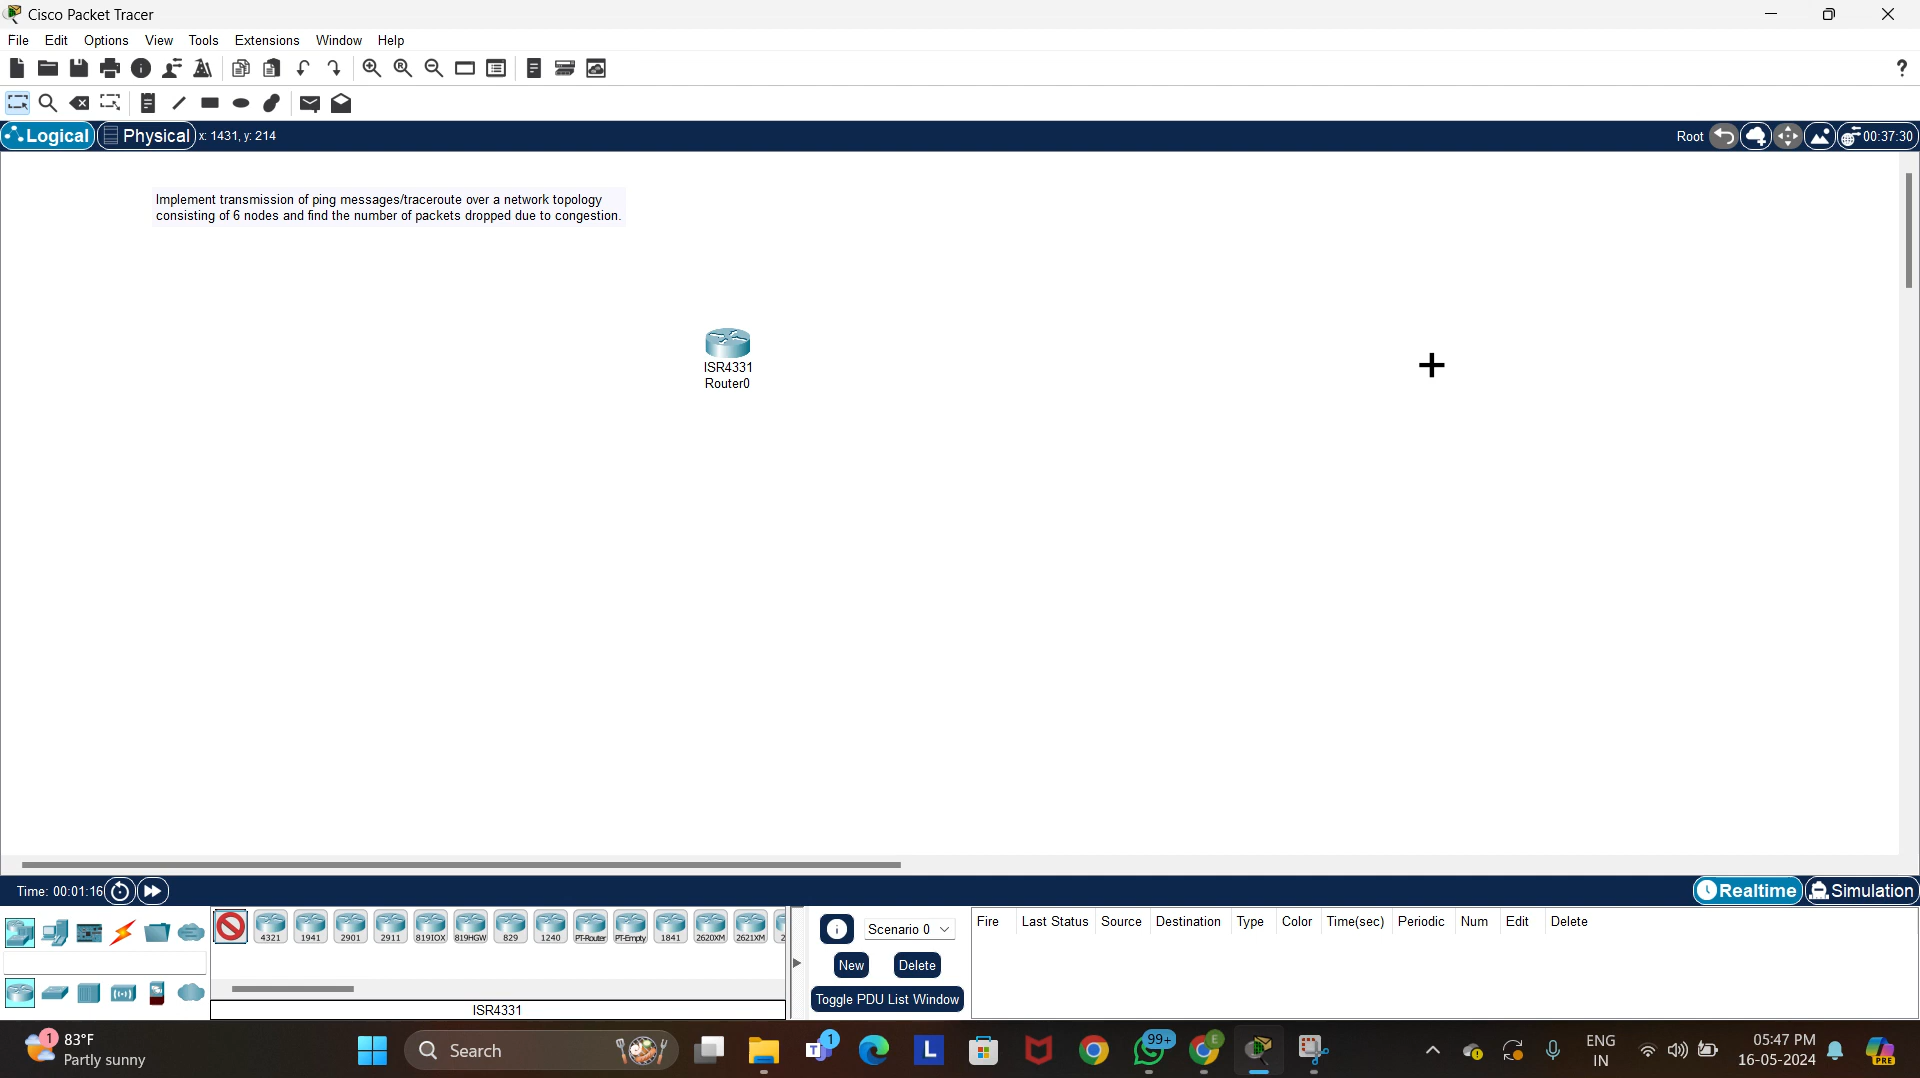 Cisco Packet Tracer
File Edit Options View Tools Extensions Window Help
Logical Physical x: 1431, y: 214 Root 00:37:30
Implement transmission of ping messages/traceroute over a network topology
consisting of 6 nodes and find the number of packets dropped due to congestion.
ISR4331
Router0
Time: 00:01:16 Realtime Simulation
4321 1941 2901 2911 819IOX 819HGW 829 1240 PT-Router PT-Empty 1841 2620XM 2621XM 2
ISR4331
Scenario 0
New Delete
Toggle PDU List Window
Fire Last Status Source Destination Type Color Time(sec) Periodic Num Edit Delete
1 83°F
Partly sunny
Search
1
L
99+
E
ENG
IN
05:47 PM
16-05-2024
PRE